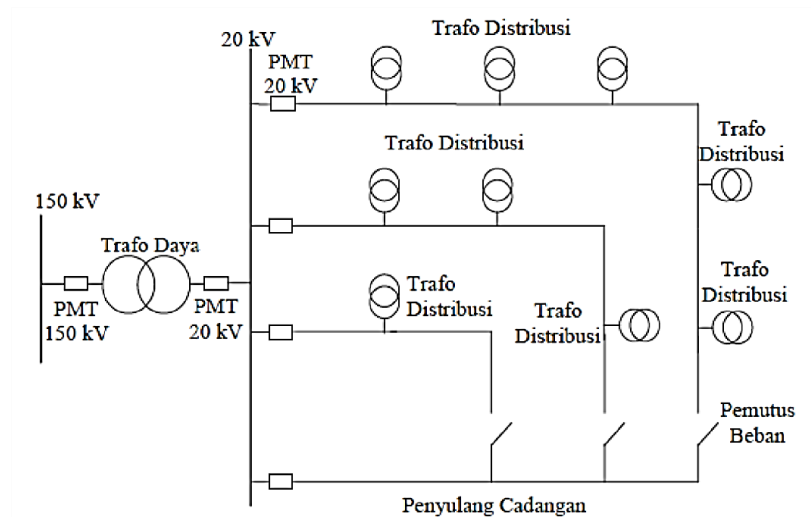 Trafo Distribusi
20 kV
PMT
20 kV
Trafo
Distribusi
Trafo Distribusi
150 kV
Trafo Daya
PMT
150 kV
PMT
20 kV
Trafo
Distribusi
Trafo
Distribusi
Trafo
Distribusi
Pemutus
Beban
Penyulang Cadangan